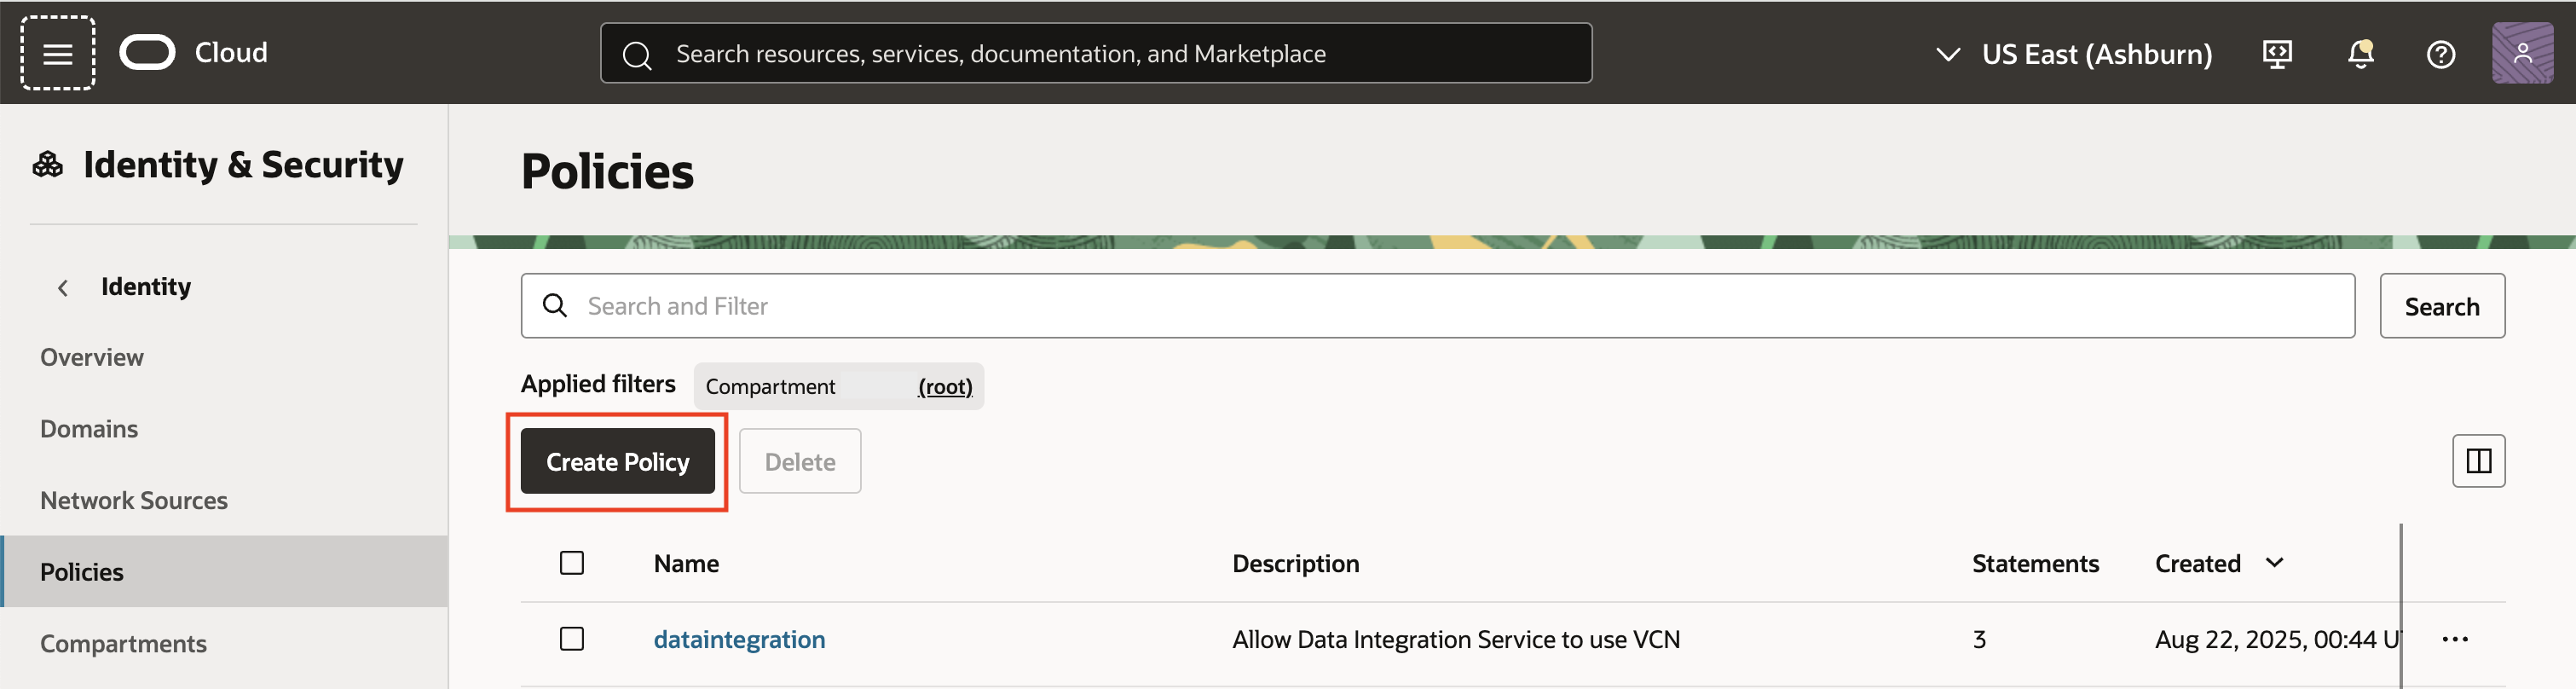 Cloud
Search resources, services, documentation, and Marketplace
US East (Ashburn)
Identity & Security
Identity
Overview
Domains
Network Sources
Policies
Compartments
Policies
Search and Filter
Search
Applied filters
Compartment (root)
Create Policy
Delete
Name Description Statements Created
dataintegration Allow Data Integration Service to use VCN 3 Aug 22, 2025, 00:44 U